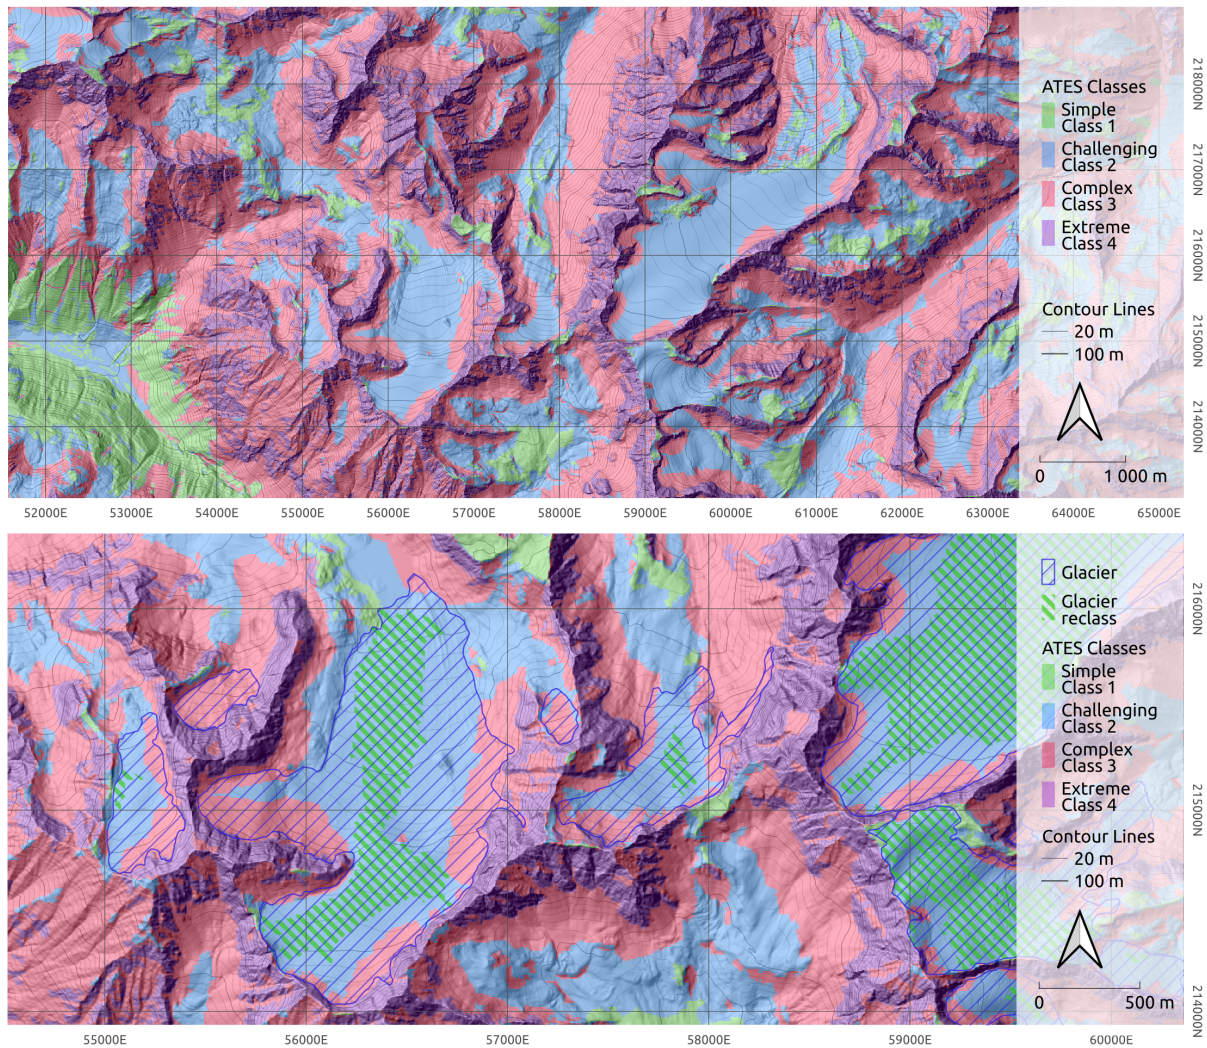 ATES Classes
Simple
Class 1
Challenging
Class 2
Complex
Class 3
Extreme
Class 4
Contour Lines
20 m
100 m
0 1 000 m
218000N
217000N
216000N
215000N
214000N
52000E 53000E 54000E 55000E 56000E 57000E 58000E 59000E 60000E 61000E 62000E 63000E 64000E 65000E
Glacier
Glacier
reclass
ATES Classes
Simple
Class 1
Challenging
Class 2
Complex
Class 3
Extreme
Class 4
Contour Lines
20 m
100 m
0 500 m
216000N
215000N
214000N
55000E 56000E 57000E 58000E 59000E 60000E